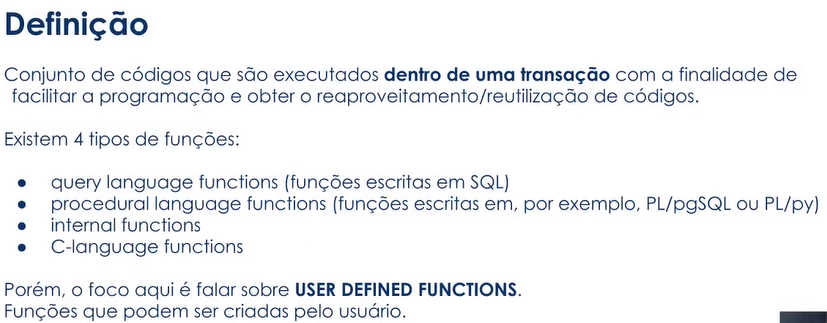 Definição
Conjunto de códigos que são executados dentro de uma transação com a finalidade de
facilitar a programação e obter o reaproveitamento/reutilização de códigos.
Existem 4 tipos de funções:
● query language functions (funções escritas em SQL)
● procedural language functions (funções escritas em, por exemplo, PL/pgSQL ou PL/py)
● internal functions
● C-language functions
Porém, o foco aqui é falar sobre USER DEFINED FUNCTIONS.
Funções que podem ser criadas pelo usuário.